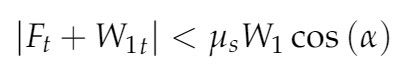 |F_t + W_{1t}| < μ_s W_1 cos (α)